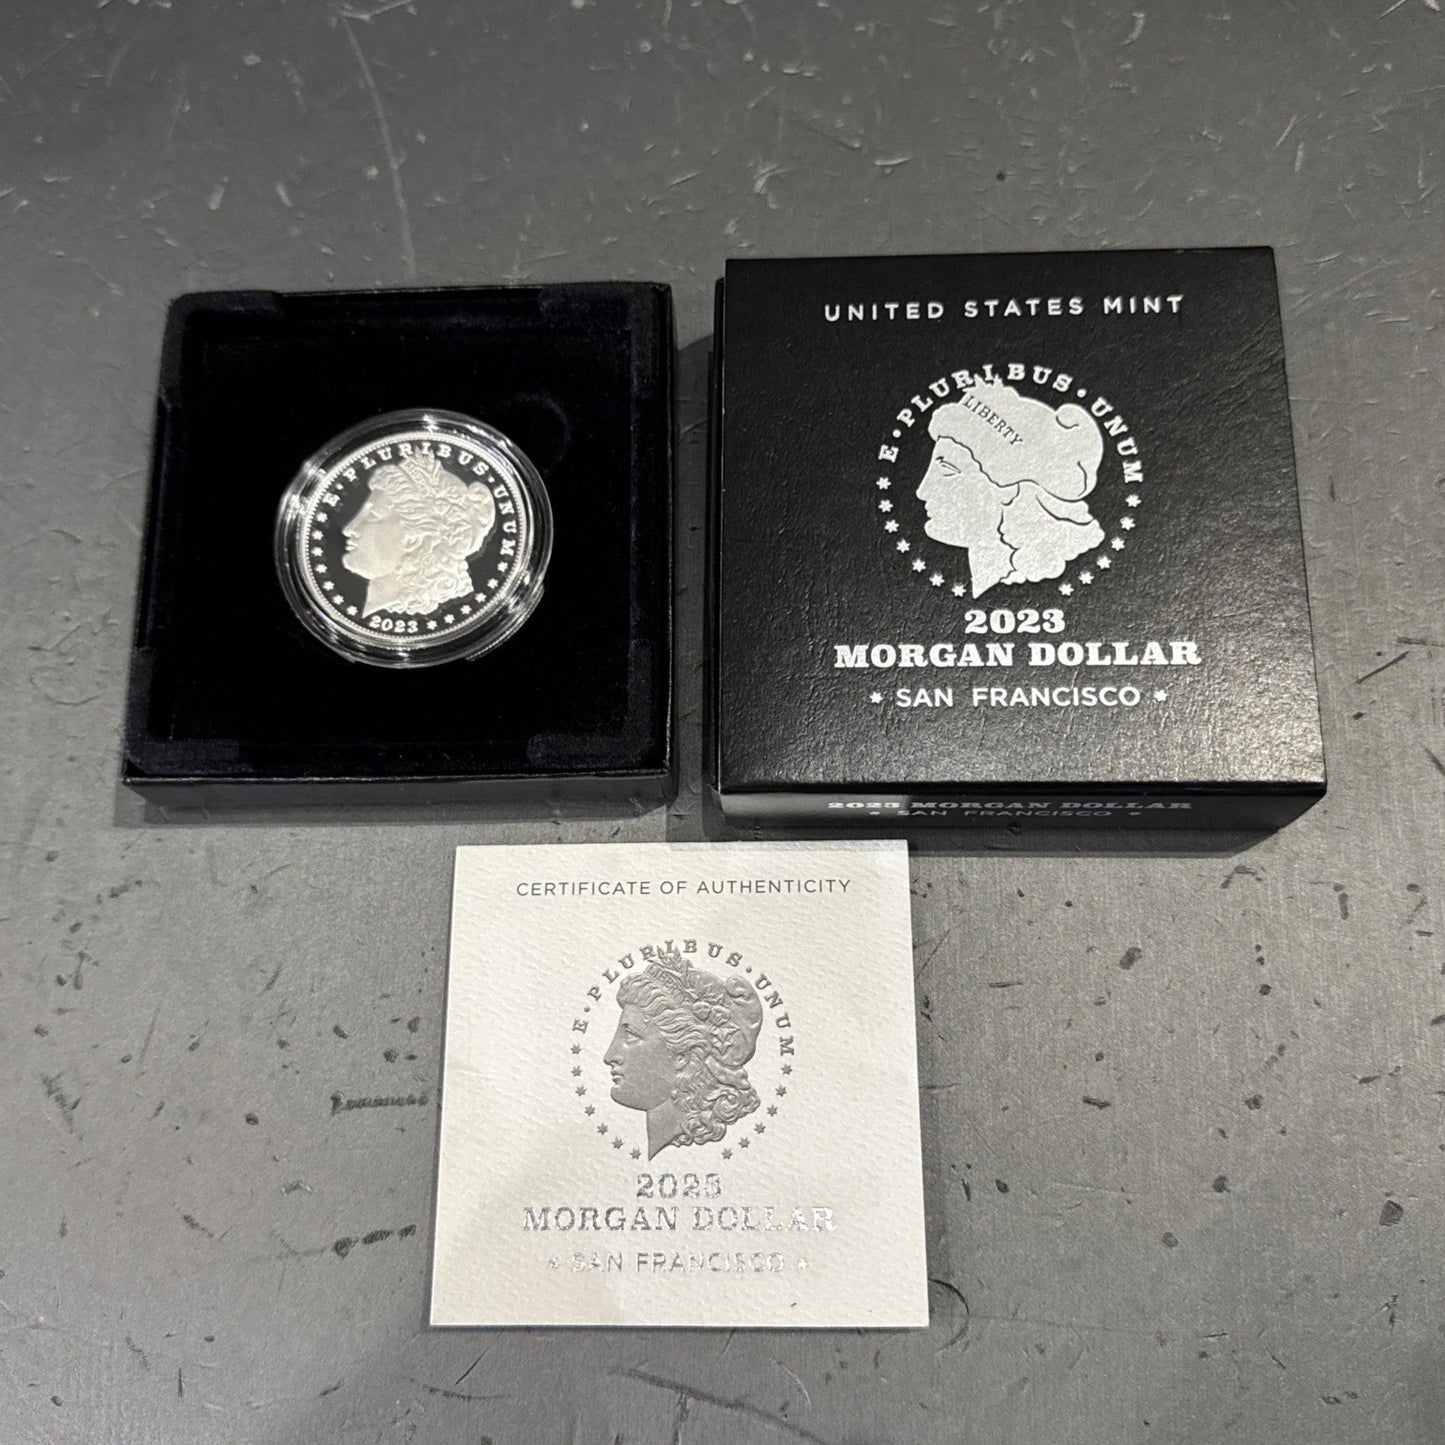 E • PLURIBUS • UNUM
2023
UNITED STATES MINT
E • PLURIBUS • UNUM
LIBERTY
2023
MORGAN DOLLAR
* SAN FRANCISCO *
2023 MORGAN DOLLAR
* SAN FRANCISCO *
CERTIFICATE OF AUTHENTICITY
E • PLURIBUS • UNUM
LIBERTY
2023
MORGAN DOLLAR
* SAN FRANCISCO *